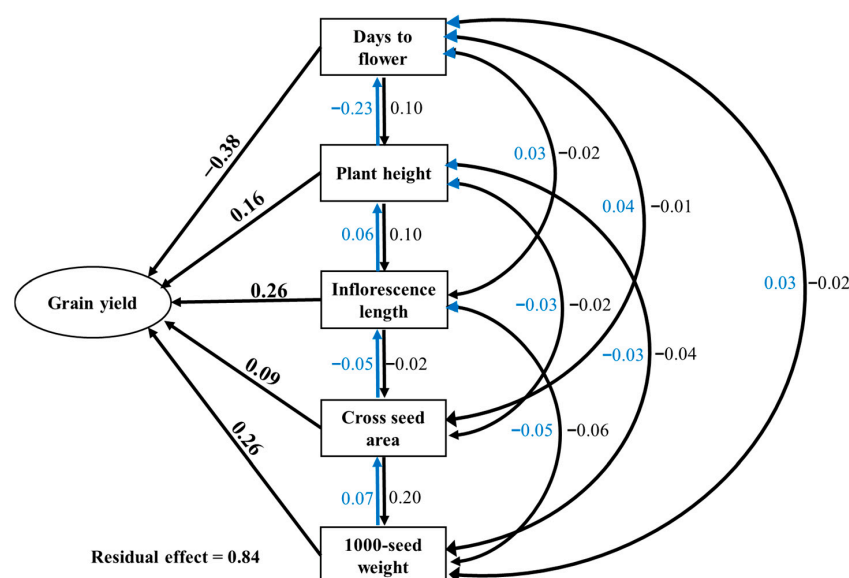 Days to
flower
−0.23
0.10
−0.38
0.03
−0.02
Plant height
0.16
0.04
−0.01
0.06
0.10
0.03
−0.02
Grain yield
0.26
Inflorescence
length
−0.03
−0.02
−0.05
−0.02
−0.03
−0.04
0.09
Cross seed
area
0.26
−0.05
−0.06
0.07
0.20
1000-seed
weight
Residual effect = 0.84